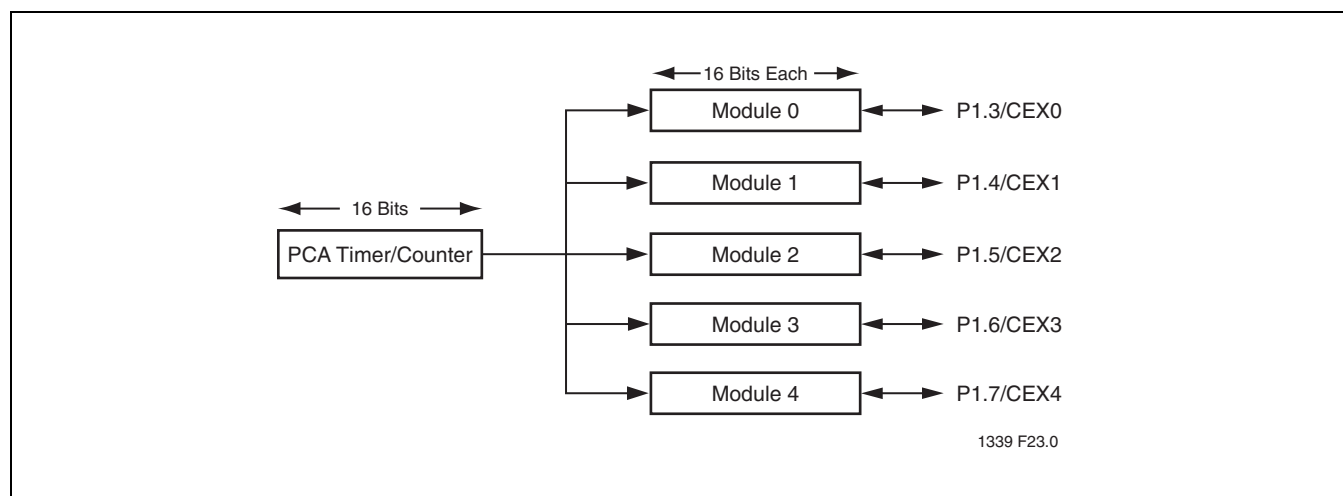 16 Bits Each
Module 0
P1.3/CEX0
Module 1
P1.4/CEX1
16 Bits
PCA Timer/Counter
Module 2
P1.5/CEX2
Module 3
P1.6/CEX3
Module 4
P1.7/CEX4
1339 F23.0